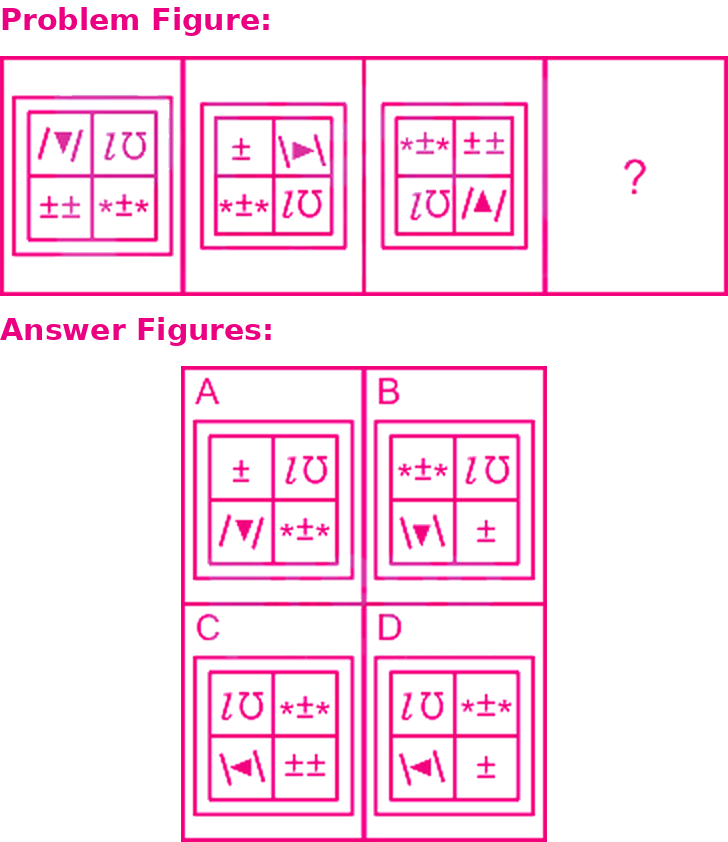 Problem Figure:
/▼/ l℧ ± \►\ *±* ±±
±± *±* *±* l℧ l℧ /▲/
?
Answer Figures:
A B
± l℧ *±* l℧
/▼/ *±* \▼\ ±
C D
l℧ *±* l℧ *±*
\◄\ ±± \◄\ ±